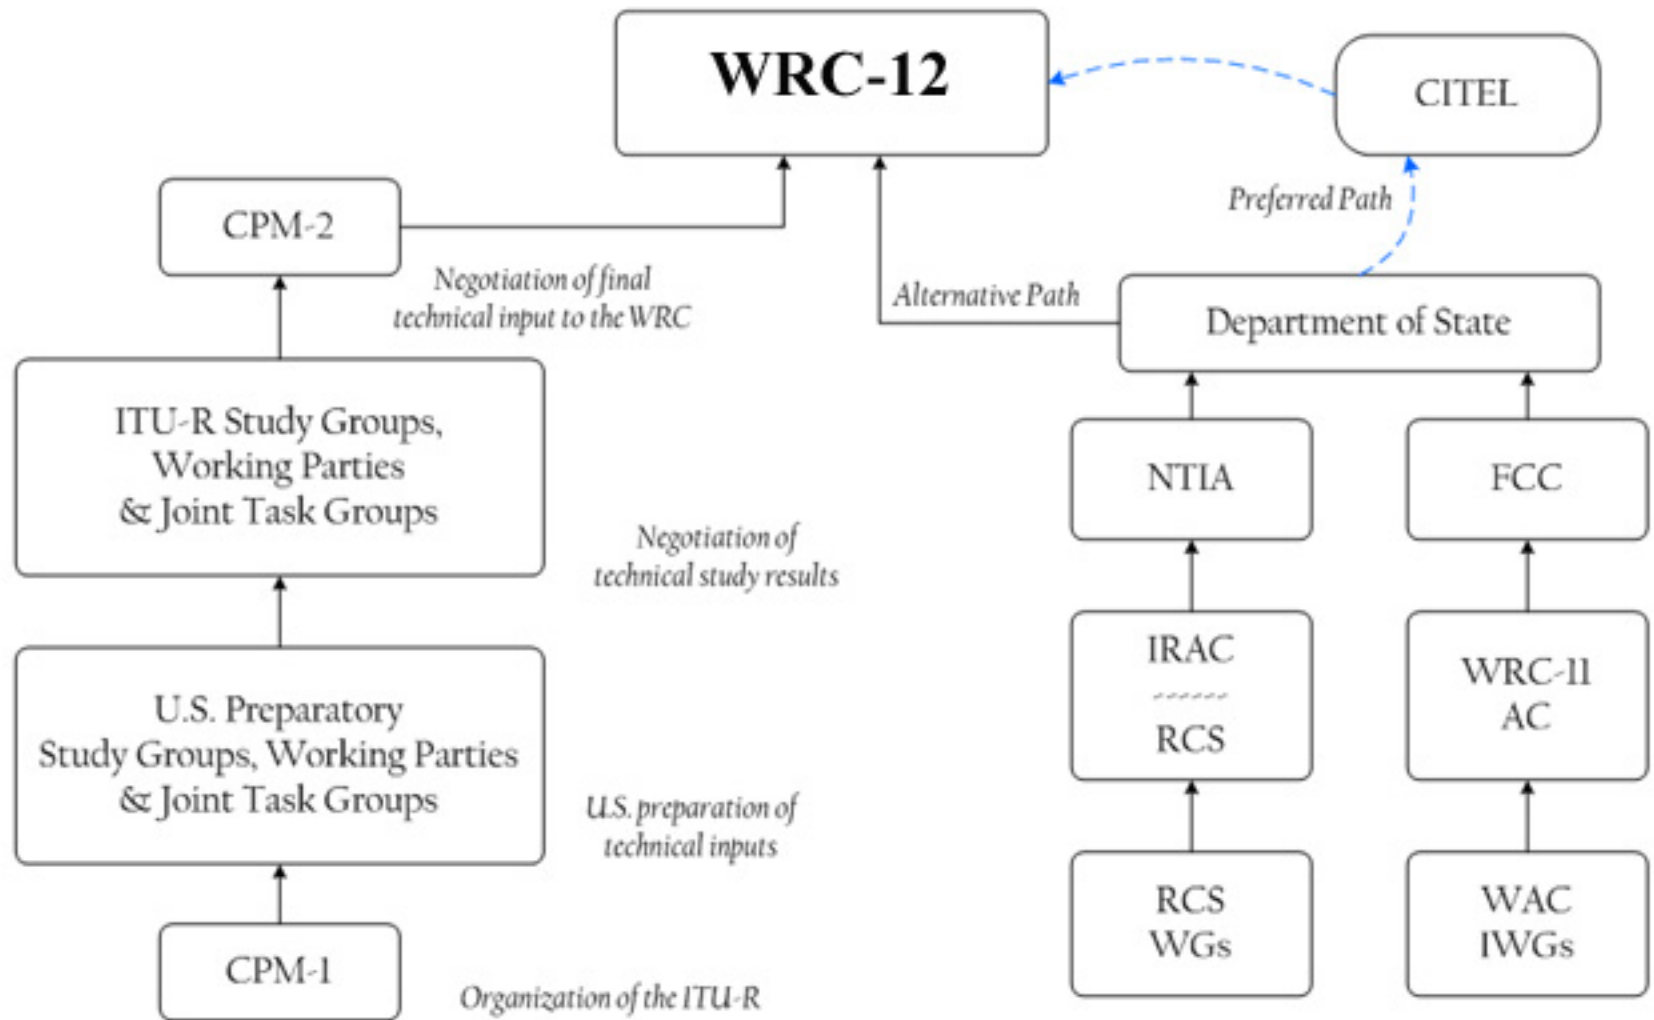 WRC-12
CITEL
Preferred Path
CPM-2
Negotiation of final
technical input to the WRC
Alternative Path
Department of State
ITU-R Study Groups,
Working Parties
& Joint Task Groups
NTIA
FCC
Negotiation of
technical study results
IRAC
~~~~~~
RCS
WRC-11
AC
U.S. Preparatory
Study Groups, Working Parties
& Joint Task Groups
U.S. preparation of
technical inputs
RCS
WGs
WAC
IWGs
CPM-1
Organization of the ITU-R